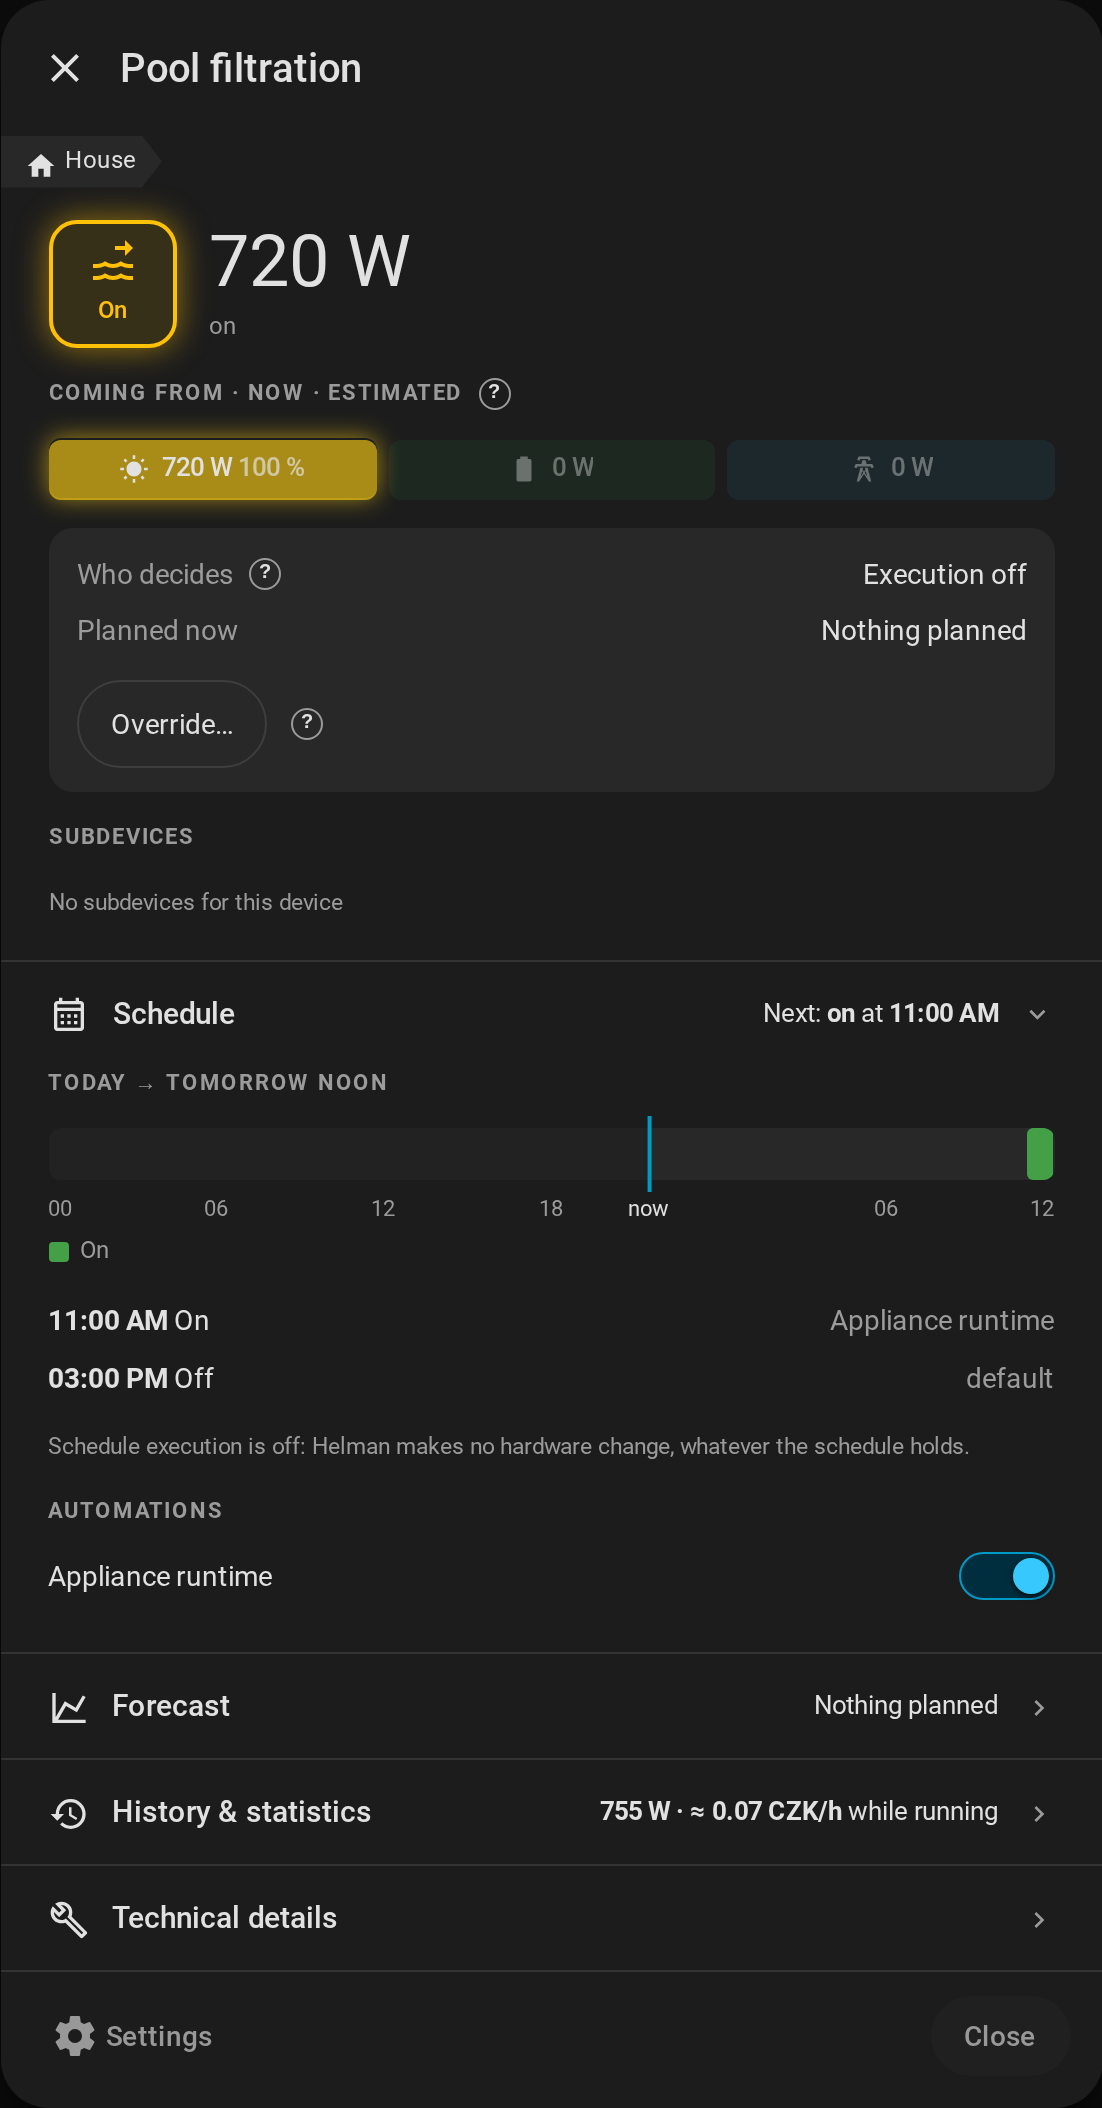 Pool filtration
House
On
720 W
on
COMING FROM · NOW · ESTIMATED ?
720 W 100 %
0 W
0 W
Who decides ? Execution off
Planned now Nothing planned
Override... ?
SUBDEVICES
No subdevices for this device
Schedule Next: on at 11:00 AM
TODAY → TOMORROW NOON
00 06 12 18 now 06 12
On
11:00 AM On Appliance runtime
03:00 PM Off default
Schedule execution is off: Helman makes no hardware change, whatever the schedule holds.
AUTOMATIONS
Appliance runtime
Forecast Nothing planned
History & statistics 755 W · ≈ 0.07 CZK/h while running
Technical details
Settings Close